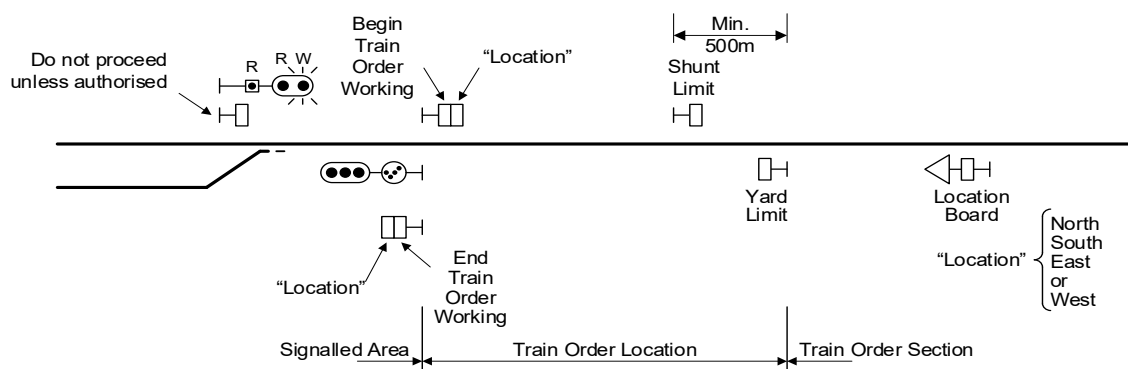 Do not proceed
unless authorised
R
R W
Begin
Train
Order
Working
“Location”
Min.
500m
Shunt
Limit
Yard
Limit
Location
Board
“Location”
North
South
East
or
West
“Location”
End
Train
Order
Working
Signalled Area
Train Order Location
Train Order Section